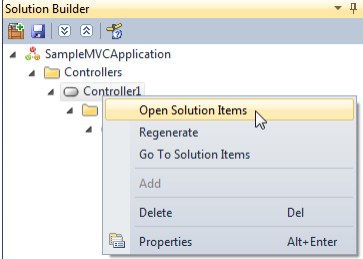 Solution Builder
SampleMVCApplication
Controllers
Controller1
Open Solution Items
Regenerate
Go To Solution Items
Add
Delete Del
Properties Alt+Enter